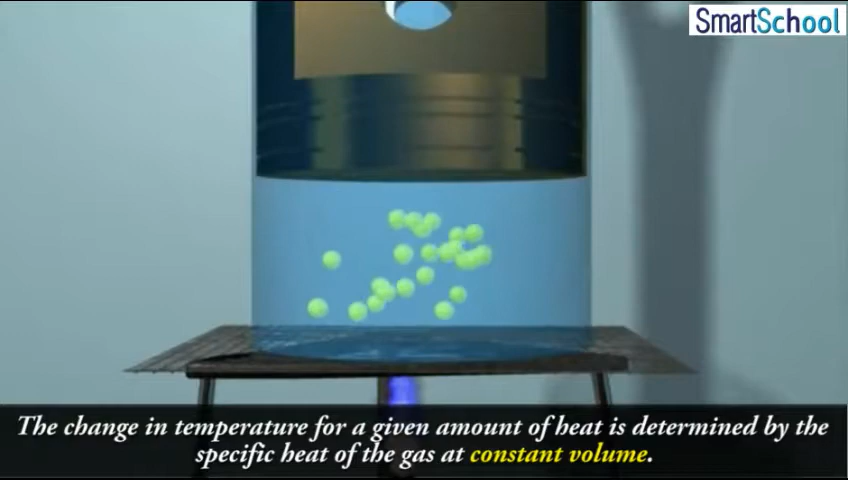 SmartSchool
The change in temperature for a given amount of heat is determined by the
specific heat of the gas at constant volume.